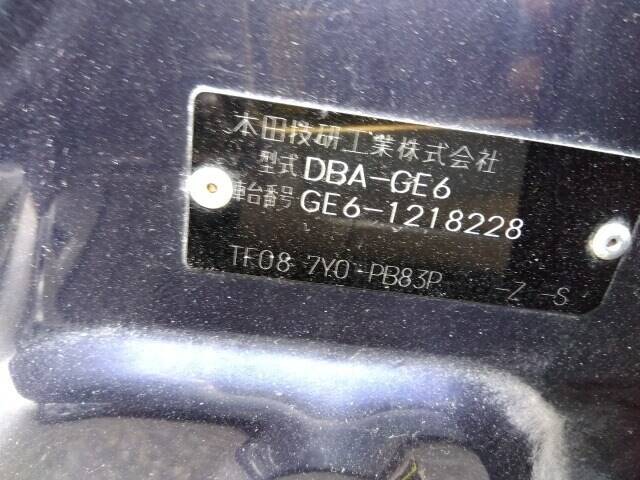 本田技研工業株式会社
型式 DBA-GE6
車台番号 GE6-1218228
TF08 7Y0 PB83P -Z -S